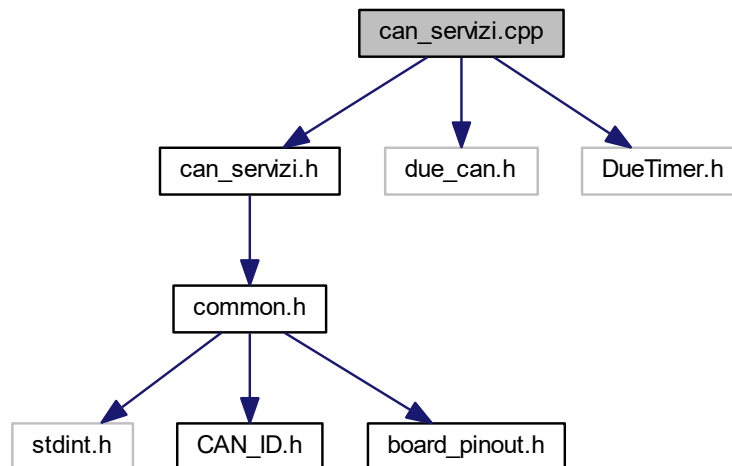 can_servizi.cpp
can_servizi.h
due_can.h
DueTimer.h
common.h
stdint.h
CAN_ID.h
board_pinout.h